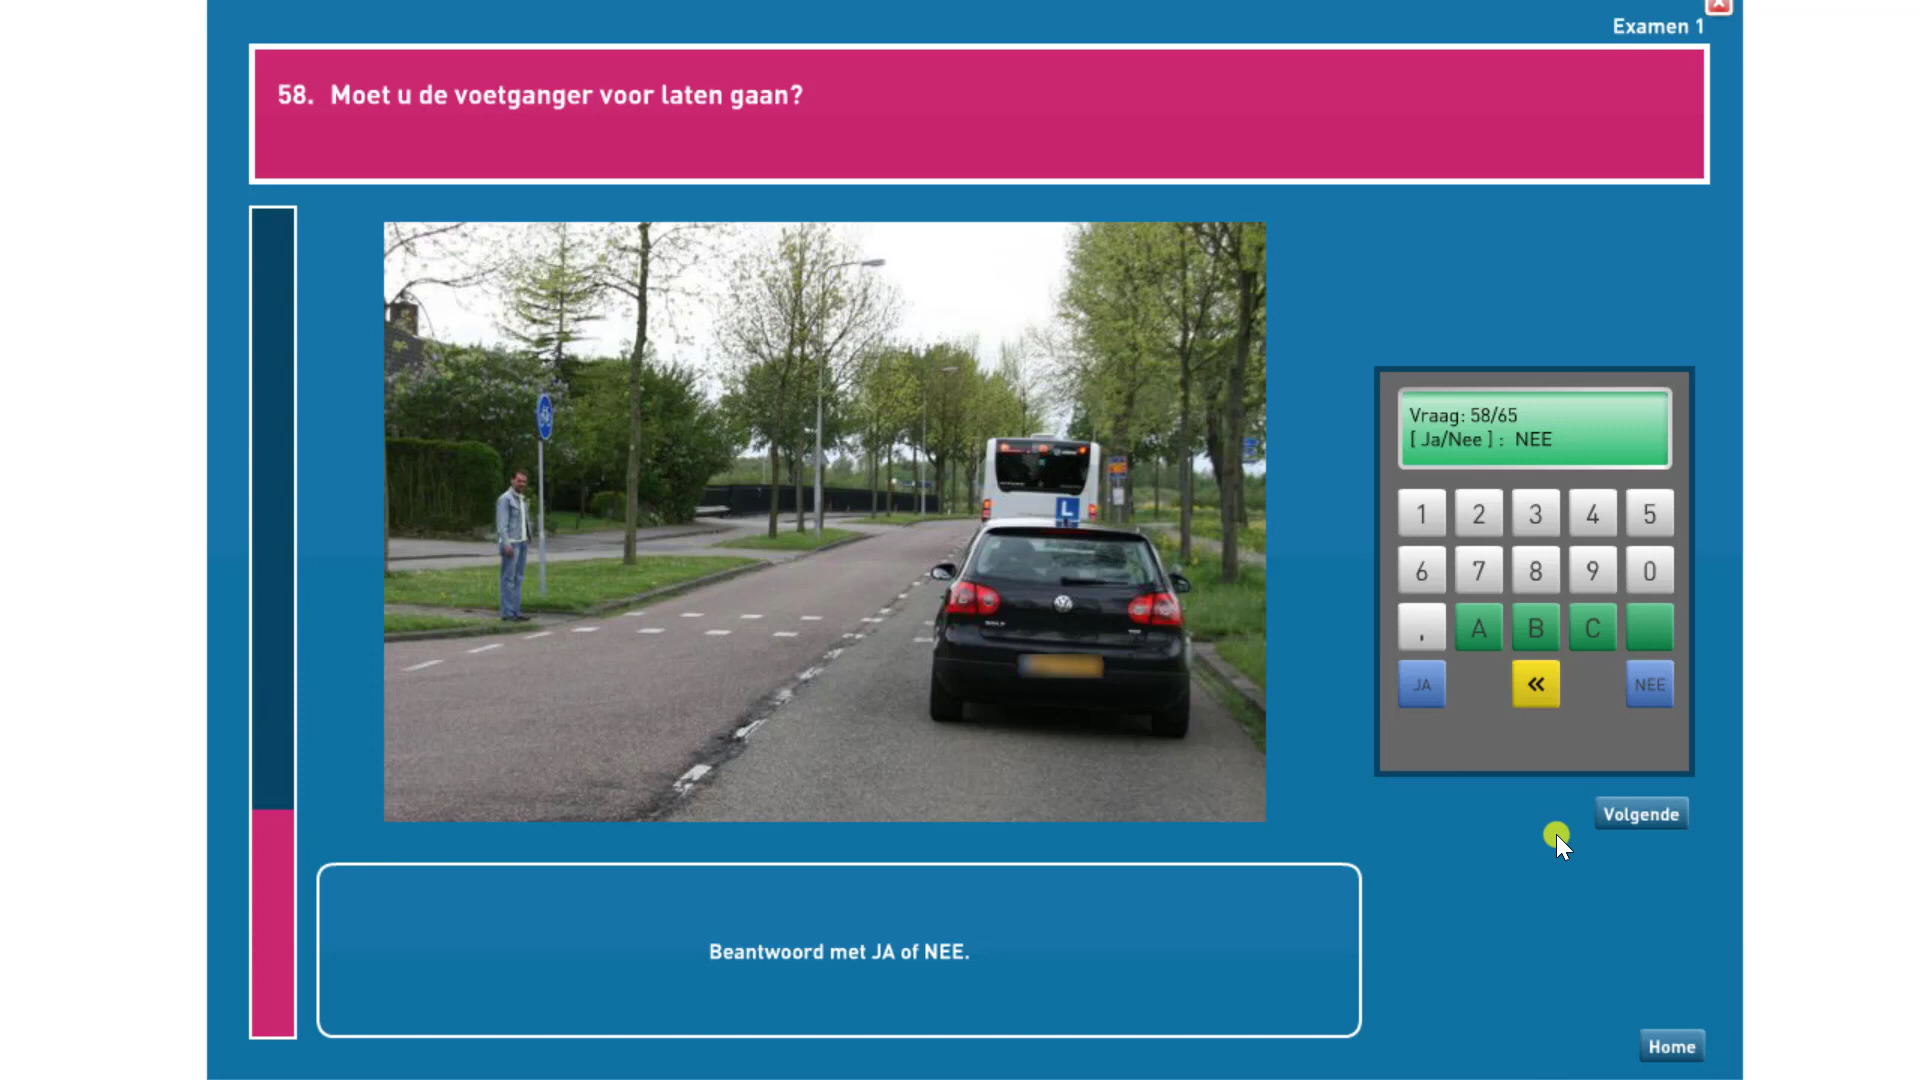 Examen 1
58. Moet u de voetganger voor laten gaan?
L
Vraag: 58/65
[ Ja/Nee ] : NEE
1 2 3 4 5
6 7 8 9 0
, A B C
JA « NEE
Volgende
Beantwoord met JA of NEE.
Home